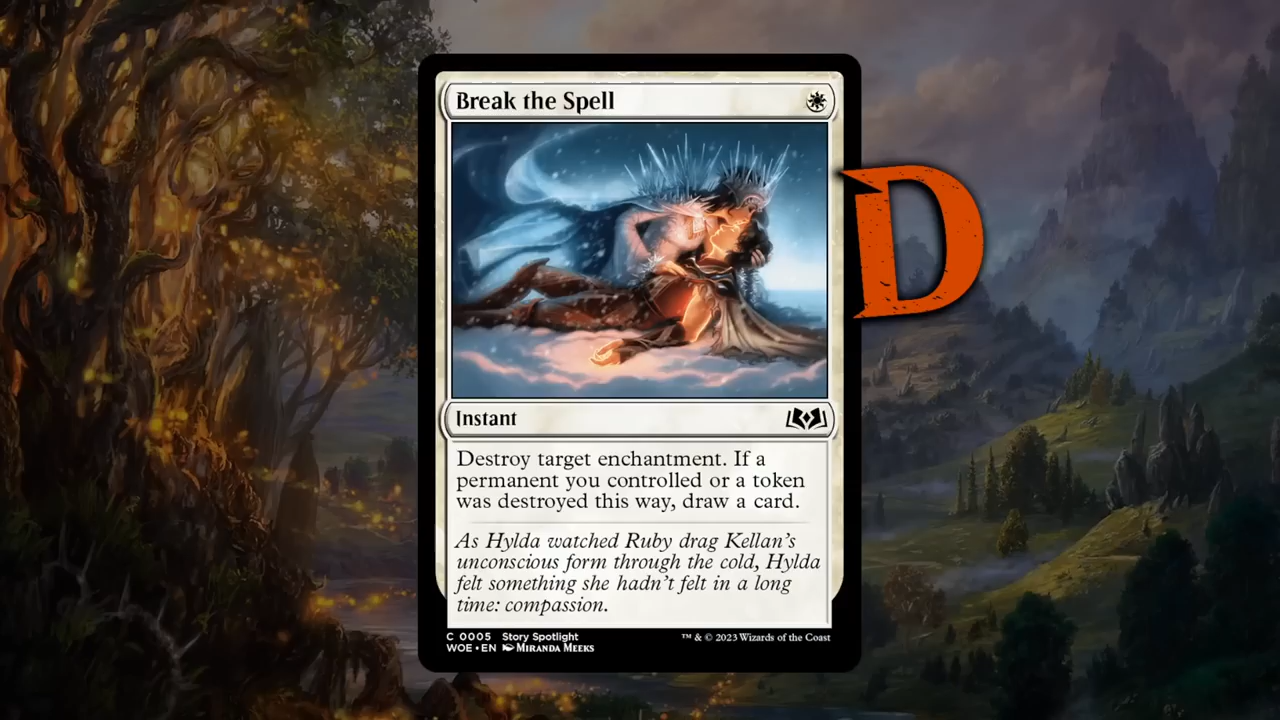 Break the Spell
D
Instant
Destroy target enchantment. If a
permanent you controlled or a token
was destroyed this way, draw a card.
As Hylda watched Ruby drag Kellan's
unconscious form through the cold, Hylda
felt something she hadn't felt in a long
time: compassion.
C 0005 Story Spotlight
™ & © 2023 Wizards of the Coast
WOE • EN Miranda Meeks